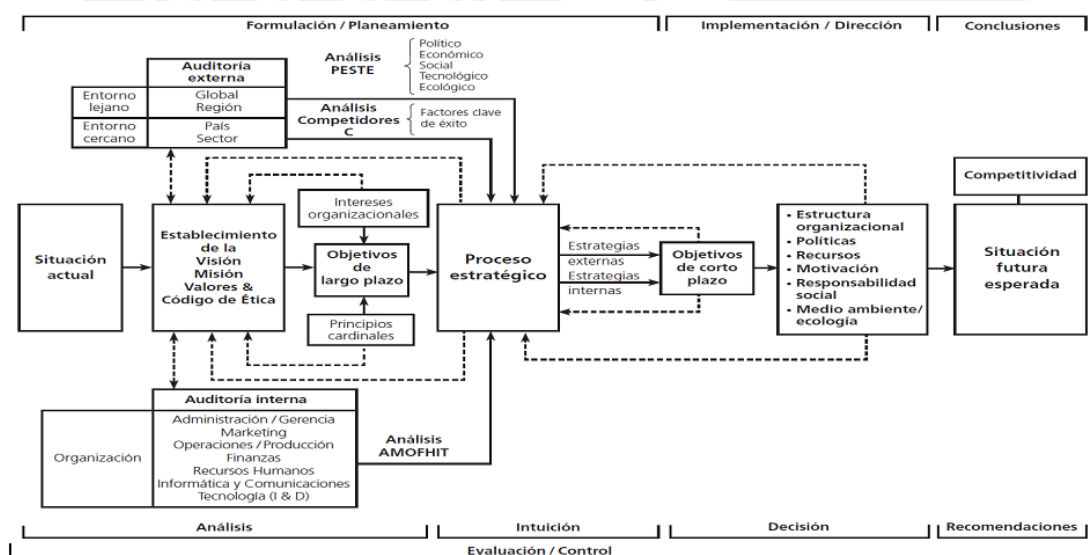 Formulación / Planeamiento
Implementación / Dirección
Conclusiones
Auditoría
externa
Entorno
lejano
Global
Región
Entorno
cercano
País
Sector
Análisis
PESTE
Político
Económico
Social
Tecnológico
Ecológico
Análisis
Competidores
C
Factores clave
de éxito
Situación
actual
Establecimiento
de la
Visión
Misión
Valores &
Código de Ética
Intereses
organizacionales
Objetivos de
largo plazo
Principios
cardinales
Proceso
estratégico
Estrategias
externas
Estrategias
internas
Objetivos
de corto
plazo
• Estructura
organizacional
• Políticas
• Recursos
• Motivación
• Responsabilidad
social
• Medio ambiente/
ecología
Competitividad
Situación
futura
esperada
Organización
Auditoría interna
Administración / Gerencia
Marketing
Operaciones / Producción
Finanzas
Recursos Humanos
Informática y Comunicaciones
Tecnología (I & D)
Análisis
AMOFHIT
Análisis
Intuición
Decisión
Recomendaciones
Evaluación / Control